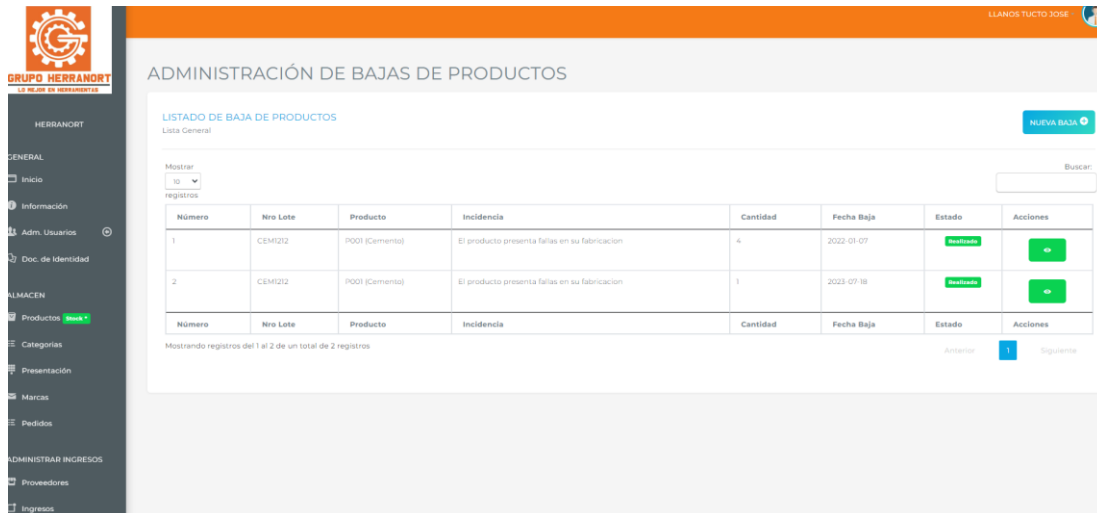 LLANOS TUCTO JOSE
GRUPO HERRANORT
LO MEJOR EN HERRAMIENTAS
HERRANORT
GENERAL
Inicio
Información
Adm. Usuarios
Doc. de Identidad
ALMACEN
Productos Stock
Categorias
Presentación
Marcas
Pedidos
ADMINISTRAR INGRESOS
Proveedores
Ingresos
ADMINISTRACIÓN DE BAJAS DE PRODUCTOS
LISTADO DE BAJA DE PRODUCTOS
Lista General
NUEVA BAJA
Mostrar
10
registros
Buscar:
Número Nro Lote Producto Incidencia Cantidad Fecha Baja Estado Acciones
1 CEM1212 P001 (Cemento) El producto presenta fallas en su fabricacion 4 2022-01-07 Realizado
2 CEM1212 P001 (Cemento) El producto presenta fallas en su fabricacion 1 2023-07-18 Realizado
Número Nro Lote Producto Incidencia Cantidad Fecha Baja Estado Acciones
Mostrando registros del 1 al 2 de un total de 2 registros
Anterior 1 Siguiente